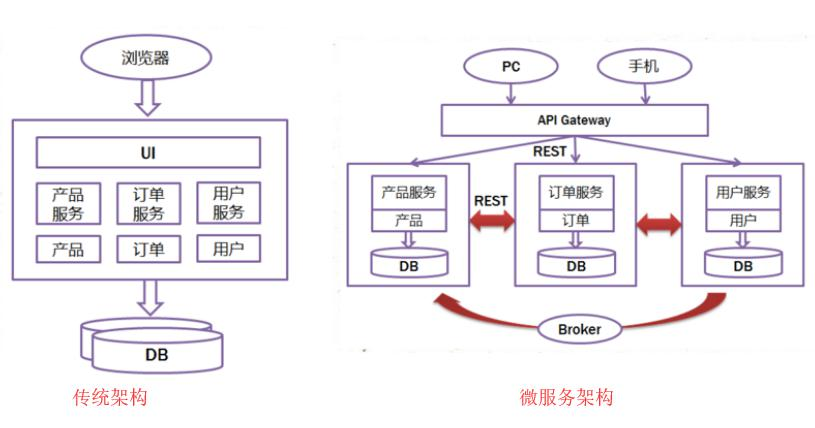 浏览器
UI
产品
服务
订单
服务
用户
服务
产品
订单
用户
DB
传统架构
PC
手机
API Gateway
REST
产品服务
产品
DB
REST
订单服务
订单
DB
用户服务
用户
DB
Broker
微服务架构